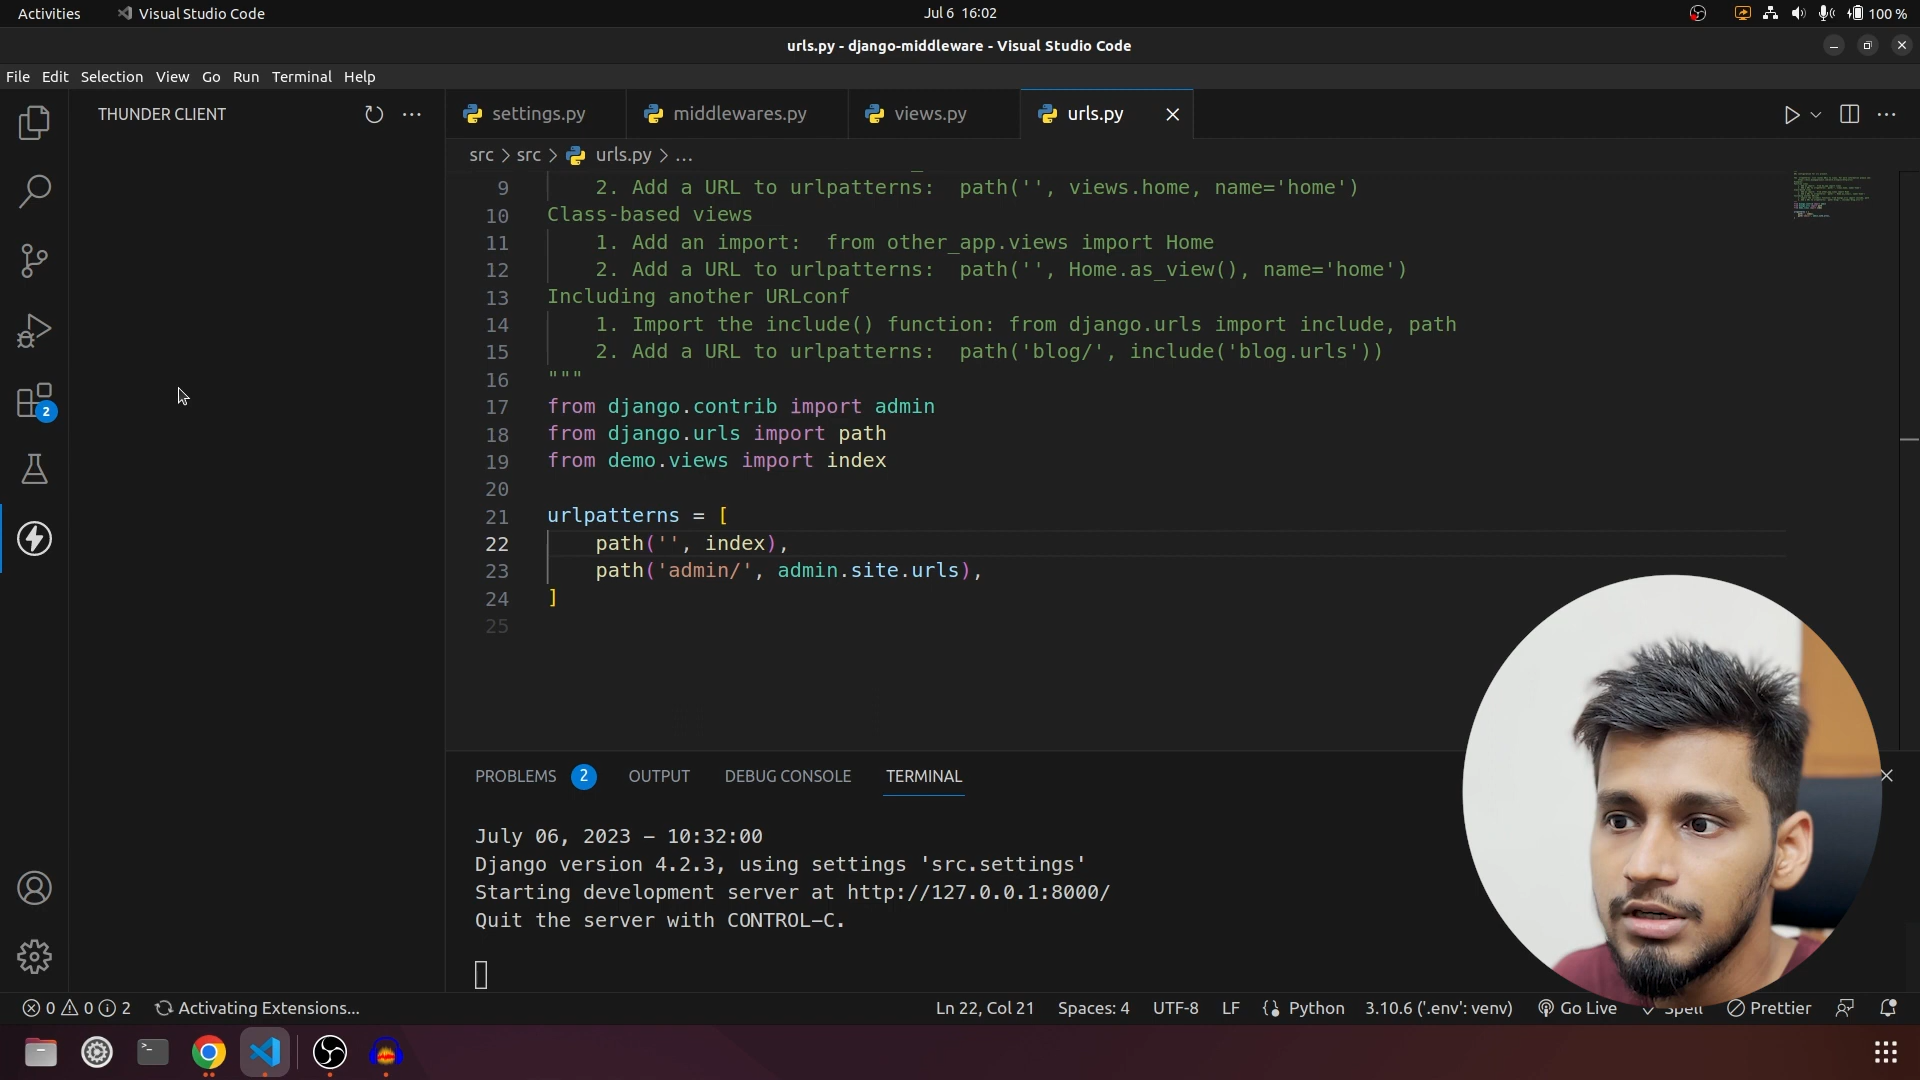 Activities Visual Studio Code Jul 6 16:02 100 %
urls.py - django-middleware - Visual Studio Code
File Edit Selection View Go Run Terminal Help
THUNDER CLIENT
settings.py middlewares.py views.py urls.py
src > src > urls.py > ...
9 2. Add a URL to urlpatterns:  path('', views.home, name='home')
10 Class-based views
11 1. Add an import:  from other_app.views import Home
12 2. Add a URL to urlpatterns:  path('', Home.as_view(), name='home')
13 Including another URLconf
14 1. Import the include() function: from django.urls import include, path
15 2. Add a URL to urlpatterns:  path('blog/', include('blog.urls'))
16 """
17 from django.contrib import admin
18 from django.urls import path
19 from demo.views import index
20
21 urlpatterns = [
22 path('', index),
23 path('admin/', admin.site.urls),
24 ]
25
2
PROBLEMS 2 OUTPUT DEBUG CONSOLE TERMINAL
July 06, 2023 - 10:32:00
Django version 4.2.3, using settings 'src.settings'
Starting development server at http://127.0.0.1:8000/
Quit the server with CONTROL-C.
0 0 2 Activating Extensions... Ln 22, Col 21 Spaces: 4 UTF-8 LF Python 3.10.6 ('.env': venv) Go Live Spell Prettier